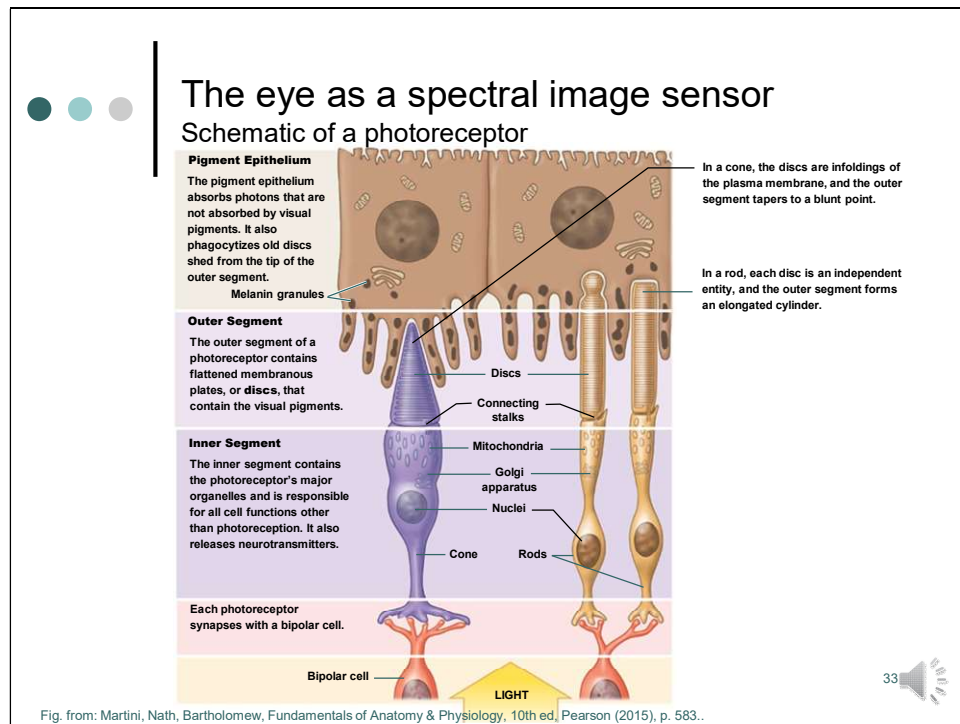 The eye as a spectral image sensor
Schematic of a photoreceptor
Pigment Epithelium
The pigment epithelium
absorbs photons that are
not absorbed by visual
pigments. It also
phagocytizes old discs
shed from the tip of the
outer segment.
Melanin granules
In a cone, the discs are infoldings of
the plasma membrane, and the outer
segment tapers to a blunt point.
In a rod, each disc is an independent
entity, and the outer segment forms
an elongated cylinder.
Outer Segment
The outer segment of a
photoreceptor contains
flattened membranous
plates, or discs, that
contain the visual pigments.
Discs
Connecting
stalks
Inner Segment
The inner segment contains
the photoreceptor's major
organelles and is responsible
for all cell functions other
than photoreception. It also
releases neurotransmitters.
Mitochondria
Golgi
apparatus
Nuclei
Cone
Rods
Each photoreceptor
synapses with a bipolar cell.
Bipolar cell
LIGHT
33
Fig. from: Martini, Nath, Bartholomew, Fundamentals of Anatomy & Physiology, 10th ed, Pearson (2015), p. 583..